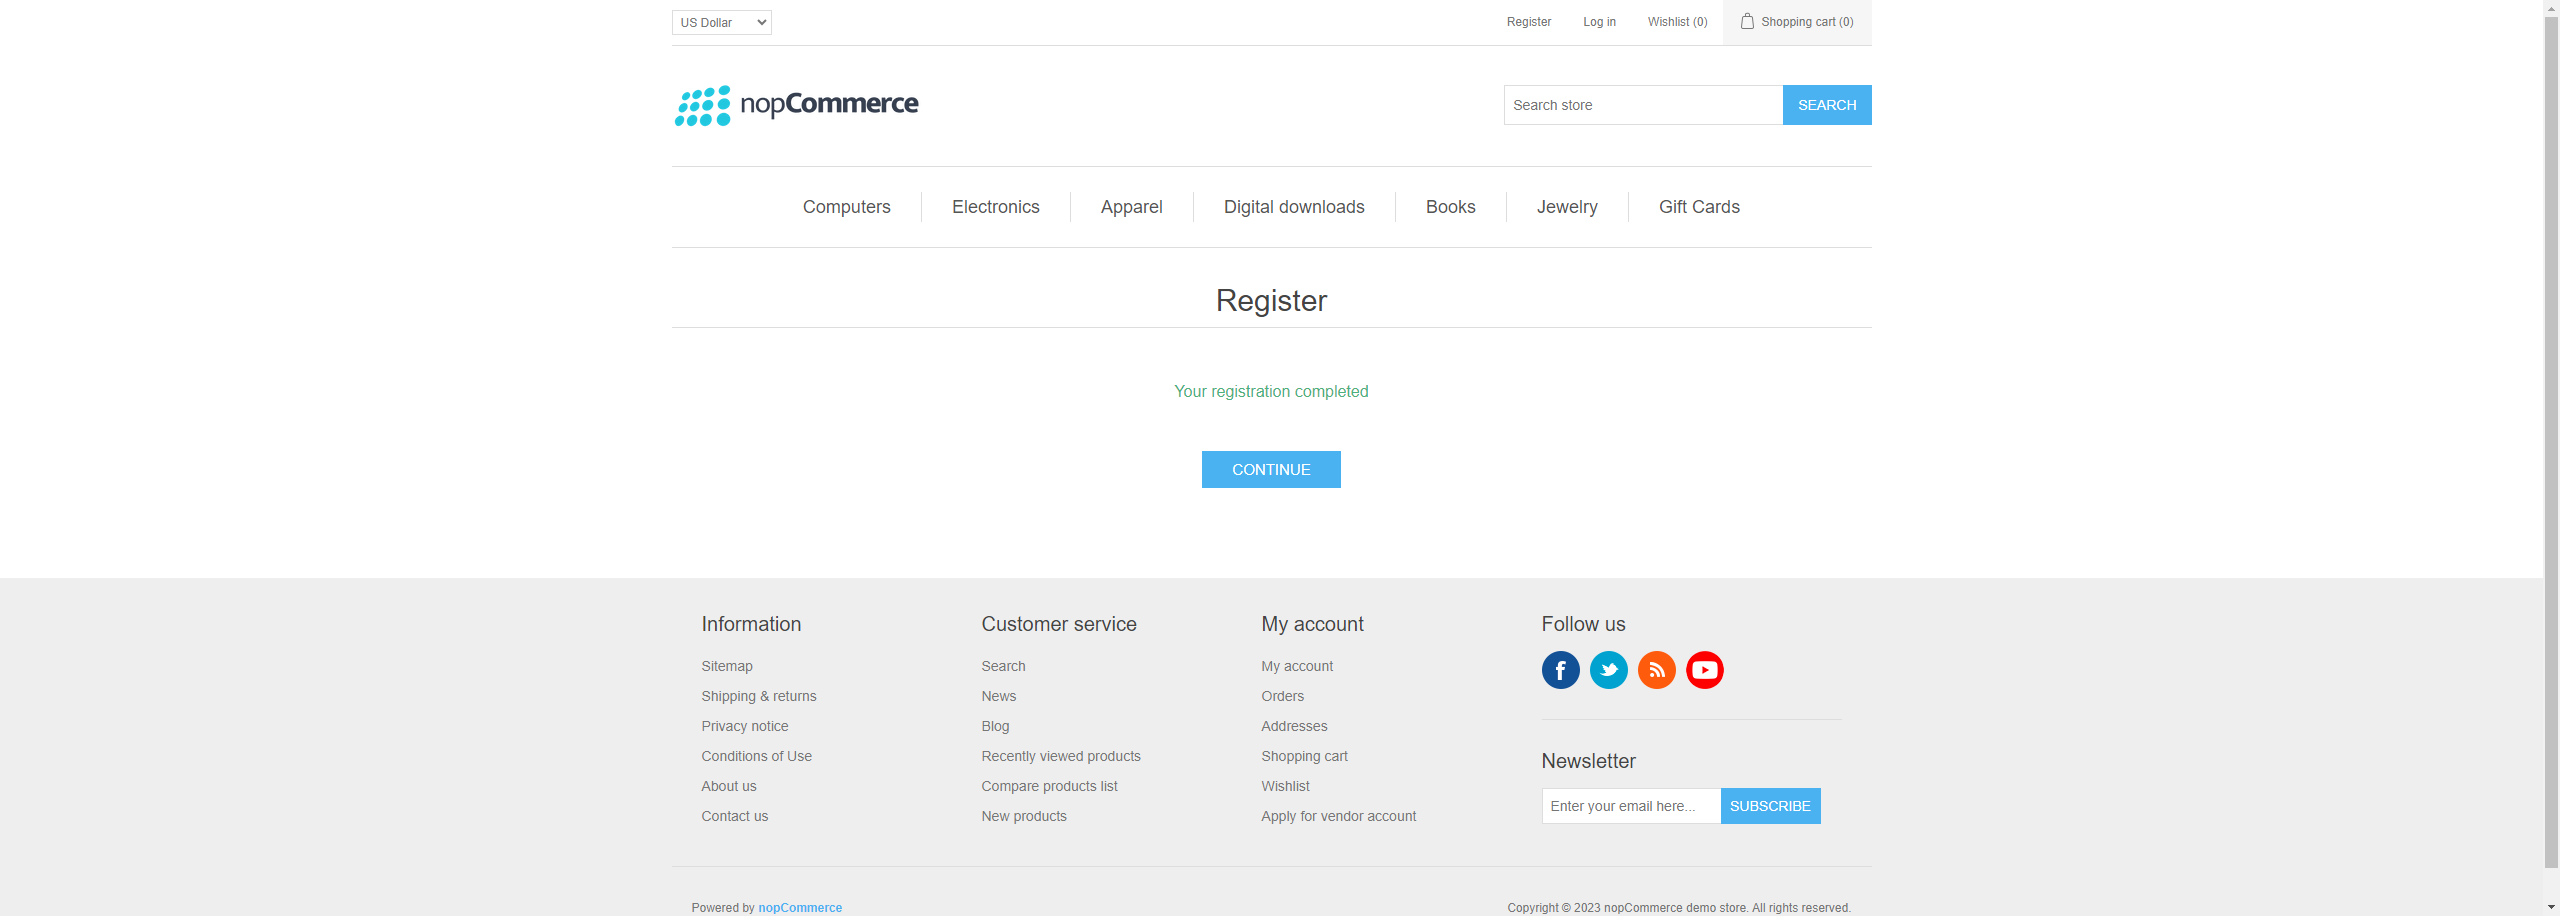 US Dollar
Register
Log in
Wishlist (0)
Shopping cart (0)
nopCommerce
Search store
SEARCH
Computers
Electronics
Apparel
Digital downloads
Books
Jewelry
Gift Cards
Register
Your registration completed
CONTINUE
Information
Sitemap
Shipping & returns
Privacy notice
Conditions of Use
About us
Contact us
Customer service
Search
News
Blog
Recently viewed products
Compare products list
New products
My account
My account
Orders
Addresses
Shopping cart
Wishlist
Apply for vendor account
Follow us
Newsletter
Enter your email here...
SUBSCRIBE
Powered by nopCommerce
Copyright © 2023 nopCommerce demo store. All rights reserved.